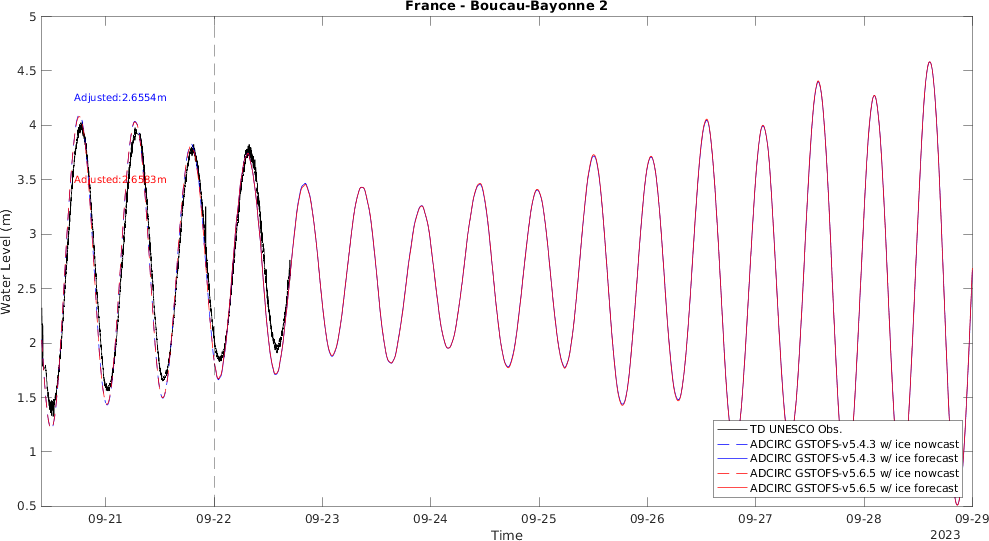 France - Boucau-Bayonne 2
5
4.5
4
3.5
3
2.5
2
1.5
1
0.5
Water Level (m)
Adjusted:2.6554m
Adjusted:2.6583m
TD UNESCO Obs.
ADCIRC GSTOFS-v5.4.3 w/ ice nowcast
ADCIRC GSTOFS-v5.4.3 w/ ice forecast
ADCIRC GSTOFS-v5.6.5 w/ ice nowcast
ADCIRC GSTOFS-v5.6.5 w/ ice forecast
09-21 09-22 09-23 09-24 09-25 09-26 09-27 09-28 09-29
Time
2023